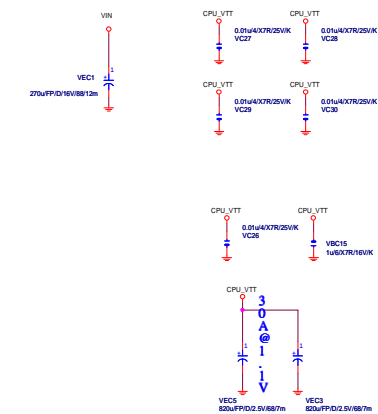 VIN
1
VEC1
270u/FP/D/16V/88/12m
CPU_VTT
0.01u/4/X7R/25V/K
VC27
CPU_VTT
0.01u/4/X7R/25V/K
VC28
CPU_VTT
0.01u/4/X7R/25V/K
VC29
CPU_VTT
0.01u/4/X7R/25V/K
VC30
CPU_VTT
0.01u/4/X7R/25V/K
VC26
CPU_VTT
VBC15
1u/6/X7R/16V/K
CPU_VTT
30A@1.1V
1
VEC5
820u/FP/D/2.5V/68/7m
1
VEC3
820u/FP/D/2.5V/68/7m